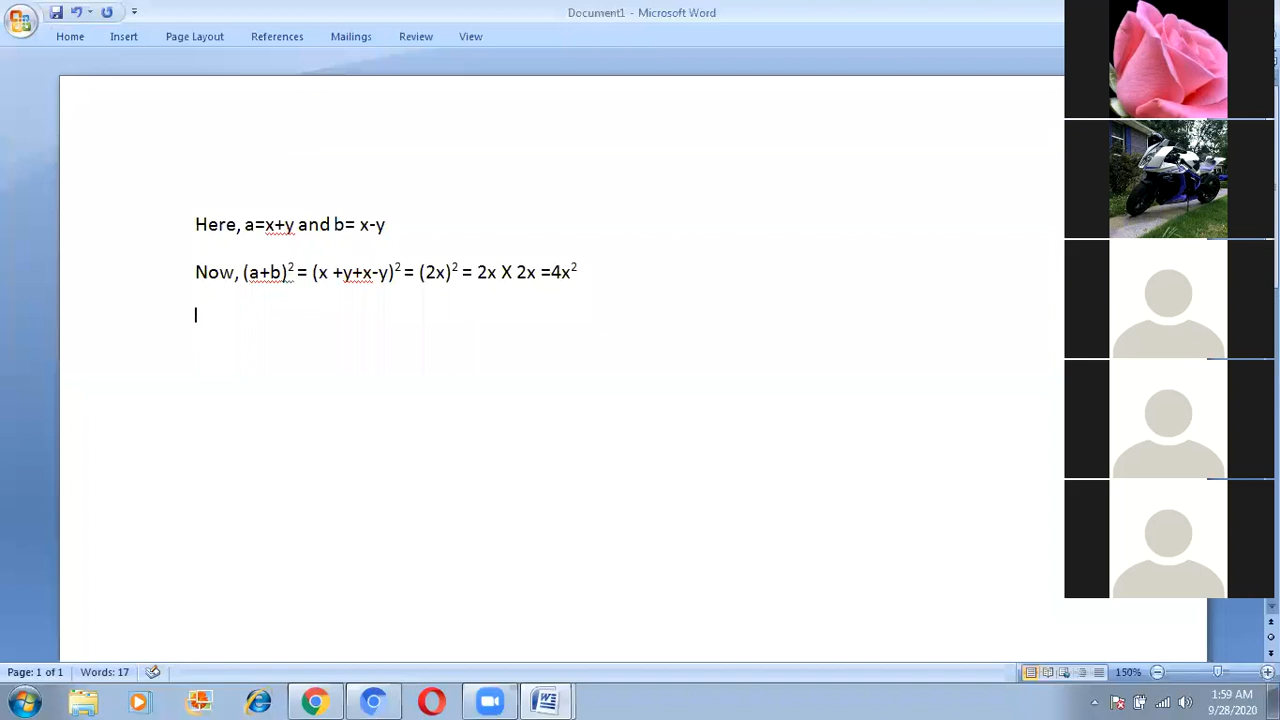 Document1 - Microsoft Word
Home Insert Page Layout References Mailings Review View
Here, a=x+y and b= x-y
Now, (a+b)² = (x +y+x-y)² = (2x)² = 2x X 2x =4x²
Page: 1 of 1 Words: 17 150%
1:59 AM
9/28/2020